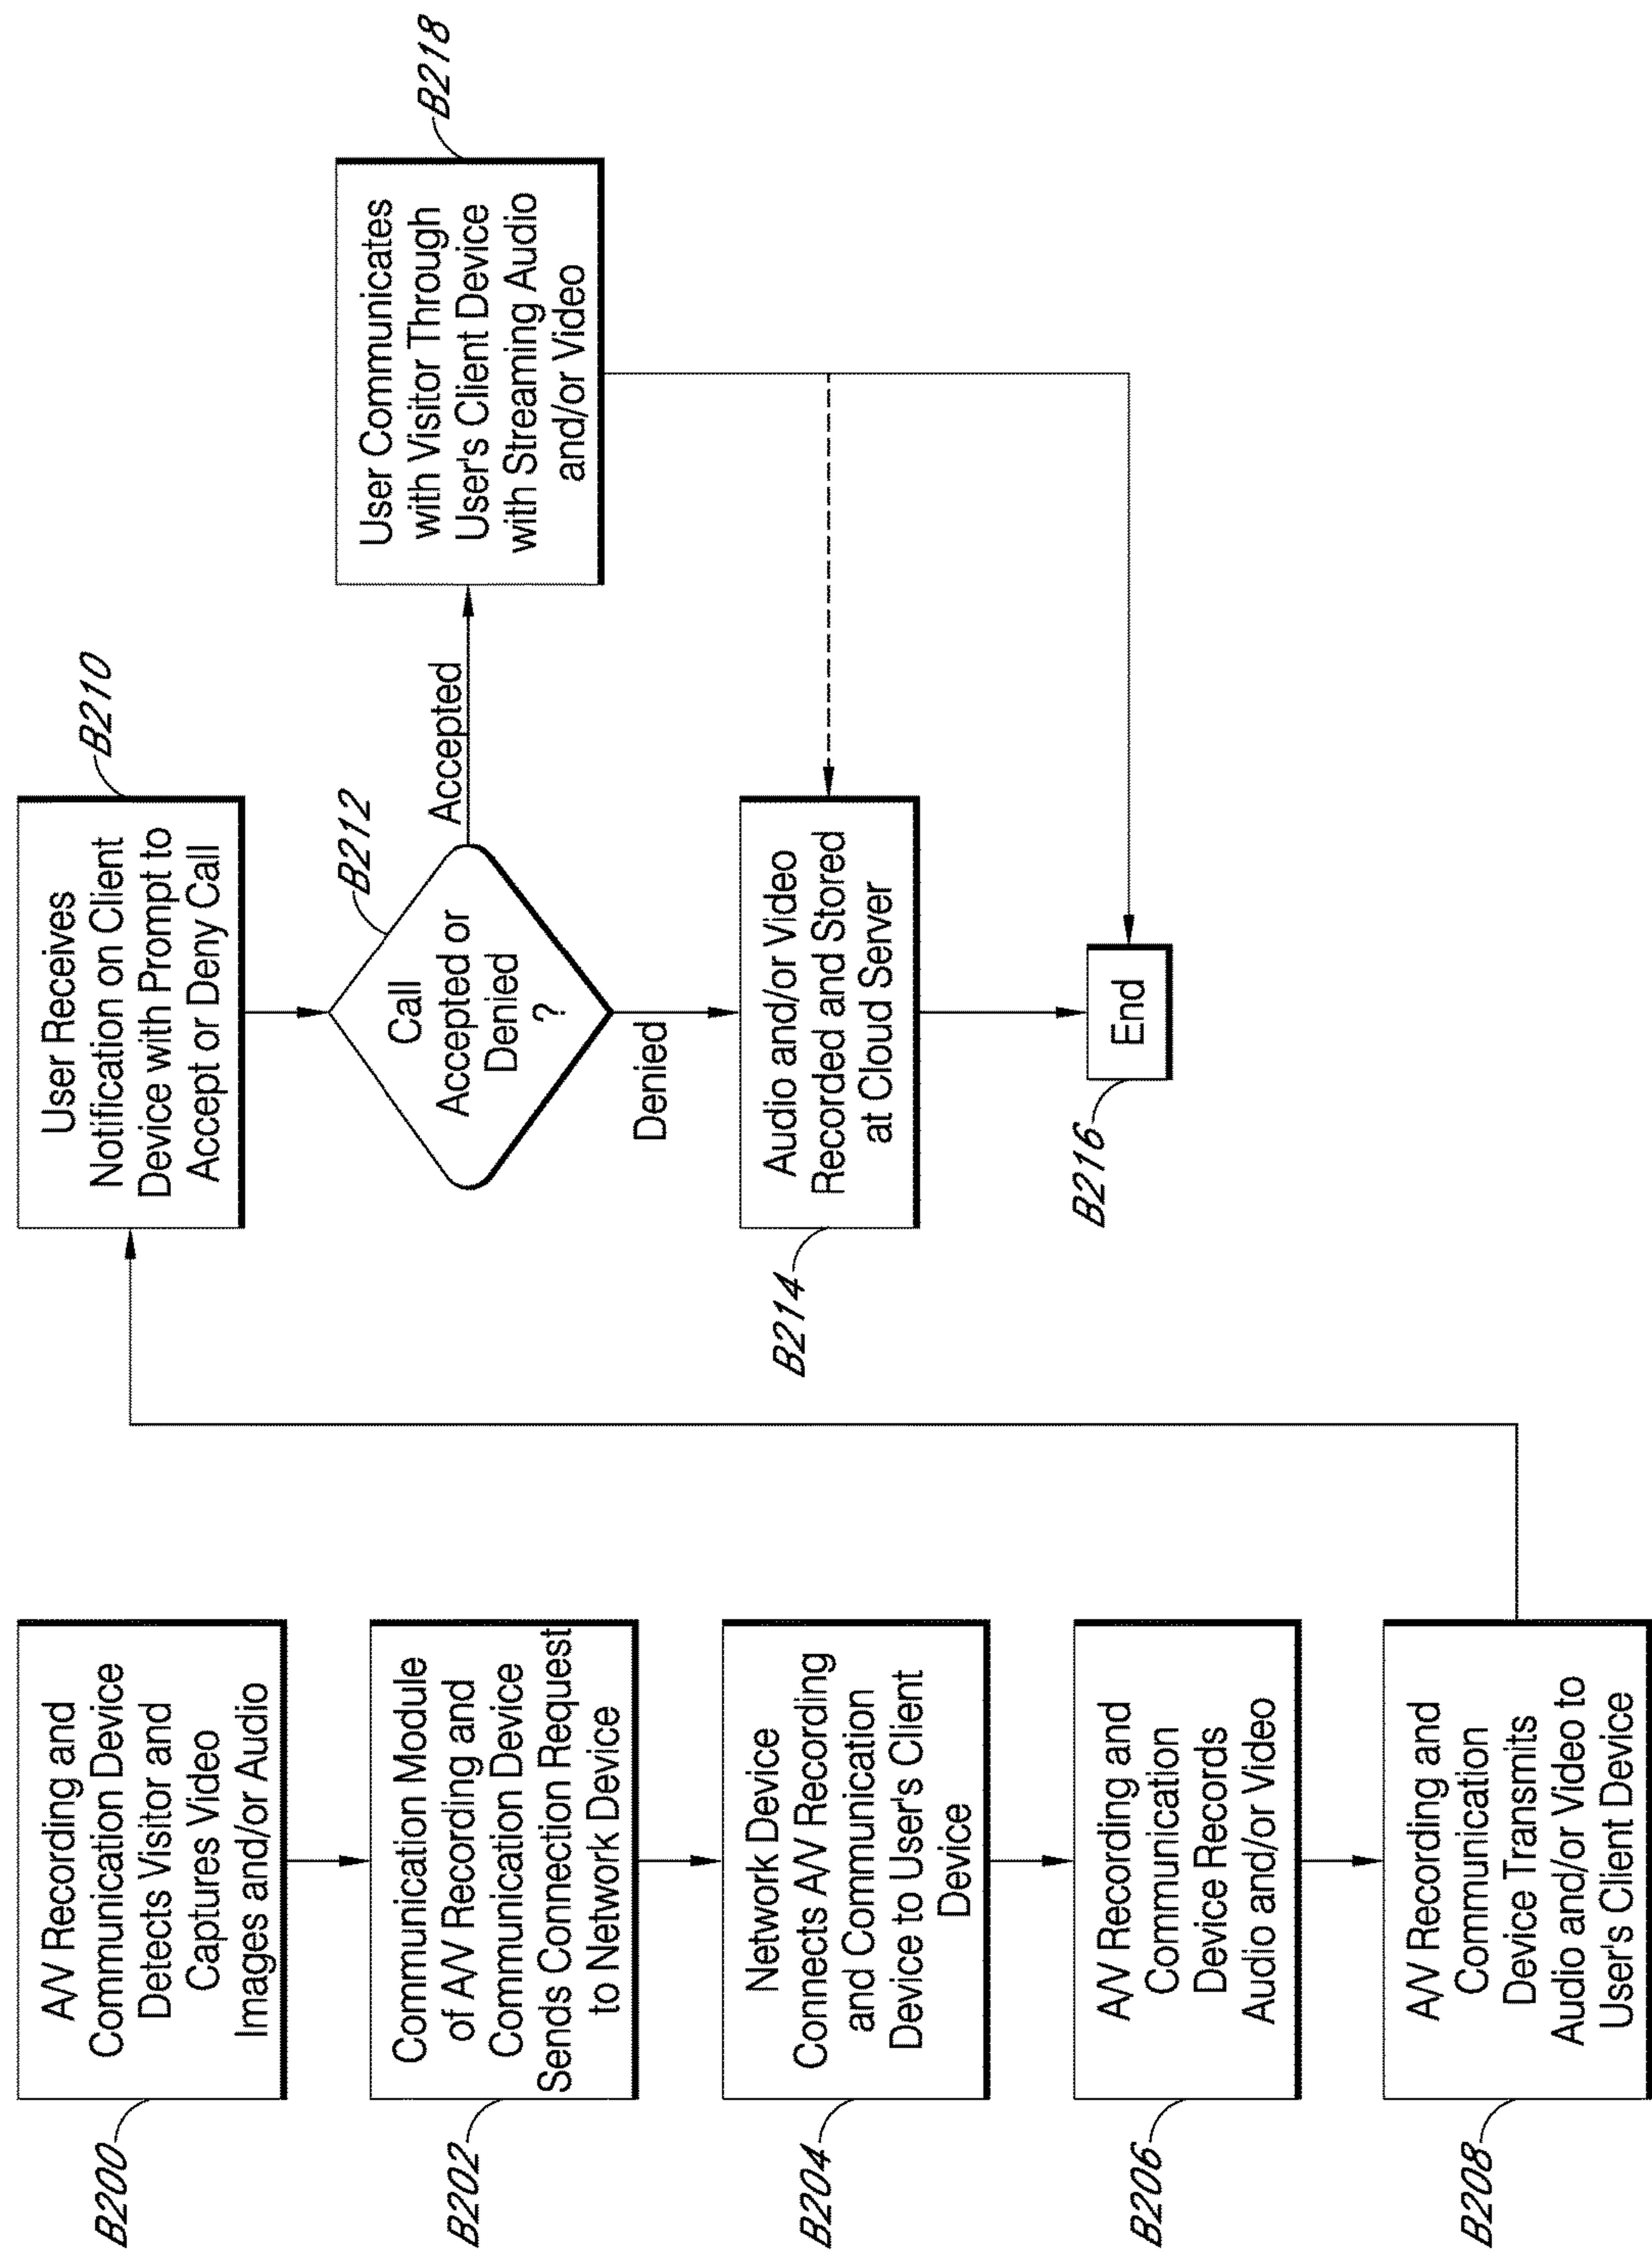 A/V Recording and
Communication Device
Detects Visitor and
Captures Video
Images and/or Audio
B200
Communication Module
of A/V Recording and
Communication Device
Sends Connection Request
to Network Device
B202
Network Device
Connects A/V Recording
and Communication
Device to User's Client
Device
B204
A/V Recording and
Communication
Device Records
Audio and/or Video
B206
A/V Recording and
Communication
Device Transmits
Audio and/or Video to
User's Client Device
B208
User Receives
Notification on Client
Device with Prompt to
Accept or Deny Call
B210
Call
Accepted or
Denied
?
B212
Accepted
Denied
User Communicates
with Visitor Through
User's Client Device
with Streaming Audio
and/or Video
B218
Audio and/or Video
Recorded and Stored
at Cloud Server
B214
End
B216